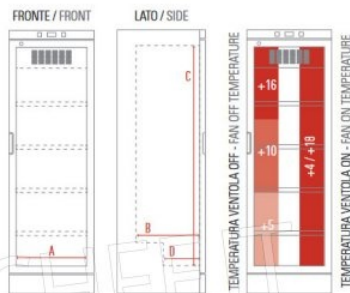 FRONTE / FRONT
LATO / SIDE
A
B
C
D
TEMPERATURA VENTOLA OFF - FAN OFF TEMPERATURE
+16
+10
+5
+4 / +18
TEMPERATURA VENTOLA ON - FAN ON TEMPERATURE